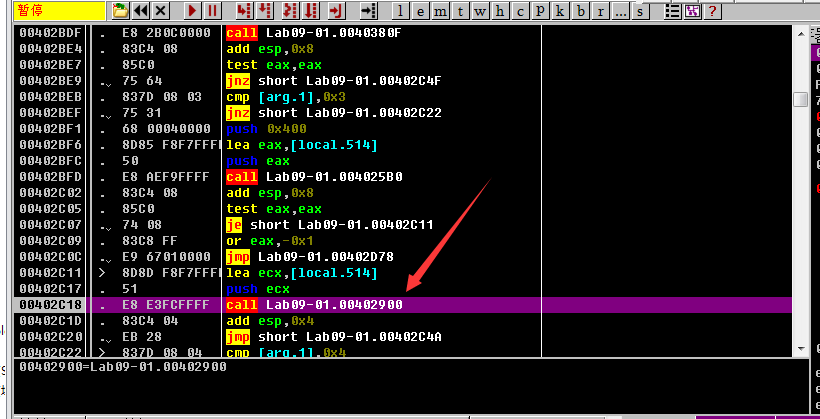 暂停 l e m t w h c p k b r ... s ?
00402BDF . E8 2B0C0000 call Lab09-01.0040380F
00402BE4 . 83C4 08 add esp,0x8
00402BE7 . 85C0 test eax,eax
00402BE9 .ˬ 75 64 jnz short Lab09-01.00402C4F
00402BEB . 837D 08 03 cmp [arg.1],0x3
00402BEF .ˬ 75 31 jnz short Lab09-01.00402C22
00402BF1 . 68 00040000 push 0x400
00402BF6 . 8D85 F8F7FFFF lea eax,[local.514]
00402BFC . 50 push eax
00402BFD . E8 AEF9FFFF call Lab09-01.004025B0
00402C02 . 83C4 08 add esp,0x8
00402C05 . 85C0 test eax,eax
00402C07 .ˬ 74 08 je short Lab09-01.00402C11
00402C09 . 83C8 FF or eax,-0x1
00402C0C .ˬ E9 67010000 jmp Lab09-01.00402D78
00402C11 > 8D8D F8F7FFFF lea ecx,[local.514]
00402C17 . 51 push ecx
00402C18 . E8 E3FCFFFF call Lab09-01.00402900
00402C1D . 83C4 04 add esp,0x4
00402C20 .ˬ EB 28 jmp short Lab09-01.00402C4A
00402C22 > 837D 08 04 cmp [arg.1],0x4
00402900=Lab09-01.00402900